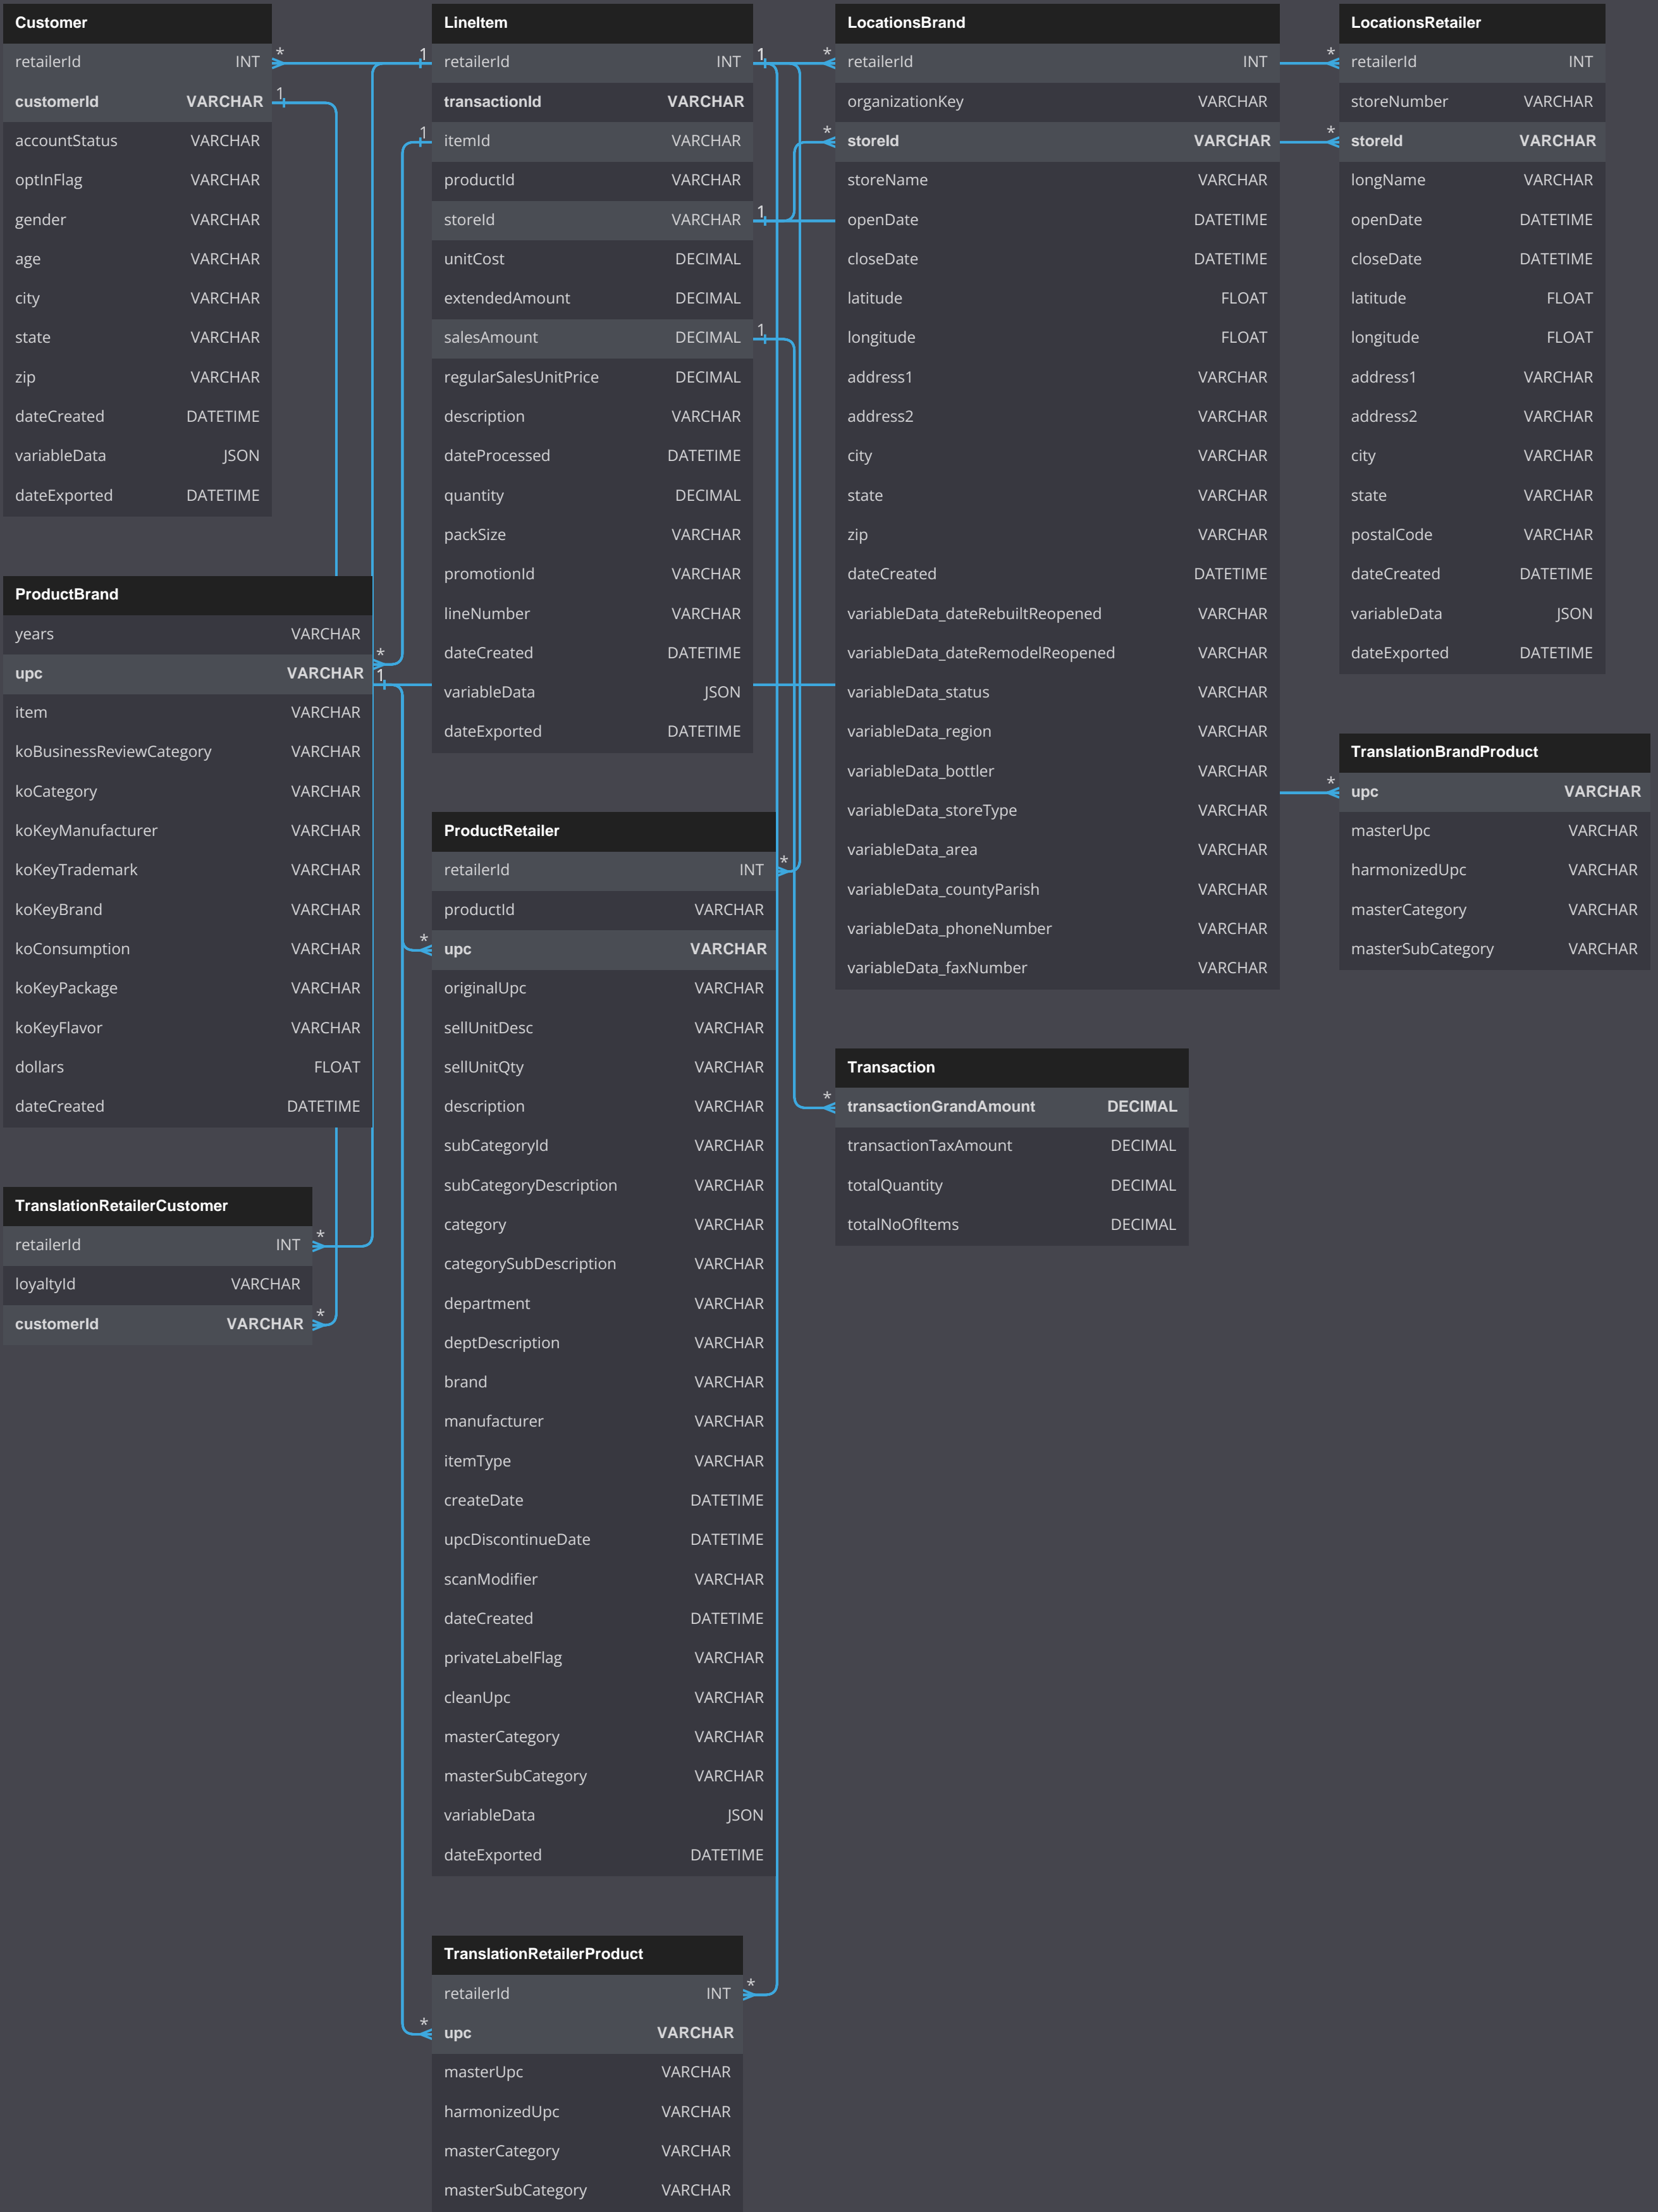 Customer
retailerId INT
customerId VARCHAR
accountStatus VARCHAR
optInFlag VARCHAR
gender VARCHAR
age VARCHAR
city VARCHAR
state VARCHAR
zip VARCHAR
dateCreated DATETIME
variableData JSON
dateExported DATETIME
* 1
ProductBrand
years VARCHAR
upc VARCHAR
item VARCHAR
koBusinessReviewCategory VARCHAR
koCategory VARCHAR
koKeyManufacturer VARCHAR
koKeyTrademark VARCHAR
koKeyBrand VARCHAR
koConsumption VARCHAR
koKeyPackage VARCHAR
koKeyFlavor VARCHAR
dollars FLOAT
dateCreated DATETIME
* 1
TranslationRetailerCustomer
retailerId INT *
loyaltyId VARCHAR
customerId VARCHAR *
LineItem
1 retailerId INT 1
transactionId VARCHAR
1 itemId VARCHAR
productId VARCHAR
storeId VARCHAR 1
unitCost DECIMAL
extendedAmount DECIMAL
salesAmount DECIMAL 1
regularSalesUnitPrice DECIMAL
description VARCHAR
dateProcessed DATETIME
quantity DECIMAL
packSize VARCHAR
promotionId VARCHAR
lineNumber VARCHAR
dateCreated DATETIME
variableData JSON
dateExported DATETIME
ProductRetailer
retailerId INT *
productId VARCHAR
* upc VARCHAR
originalUpc VARCHAR
sellUnitDesc VARCHAR
sellUnitQty VARCHAR
description VARCHAR
subCategoryId VARCHAR
subCategoryDescription VARCHAR
category VARCHAR
categorySubDescription VARCHAR
department VARCHAR
deptDescription VARCHAR
brand VARCHAR
manufacturer VARCHAR
itemType VARCHAR
createDate DATETIME
upcDiscontinueDate DATETIME
scanModifier VARCHAR
dateCreated DATETIME
privateLabelFlag VARCHAR
cleanUpc VARCHAR
masterCategory VARCHAR
masterSubCategory VARCHAR
variableData JSON
dateExported DATETIME
TranslationRetailerProduct
retailerId INT *
* upc VARCHAR
masterUpc VARCHAR
harmonizedUpc VARCHAR
masterCategory VARCHAR
masterSubCategory VARCHAR
LocationsBrand
* retailerId INT
organizationKey VARCHAR
* storeId VARCHAR
storeName VARCHAR
openDate DATETIME
closeDate DATETIME
latitude FLOAT
longitude FLOAT
address1 VARCHAR
address2 VARCHAR
city VARCHAR
state VARCHAR
zip VARCHAR
dateCreated DATETIME
variableData_dateRebuiltReopened VARCHAR
variableData_dateRemodelReopened VARCHAR
variableData_status VARCHAR
variableData_region VARCHAR
variableData_bottler VARCHAR
variableData_storeType VARCHAR
variableData_area VARCHAR
variableData_countyParish VARCHAR
variableData_phoneNumber VARCHAR
variableData_faxNumber VARCHAR
Transaction
* transactionGrandAmount DECIMAL
transactionTaxAmount DECIMAL
totalQuantity DECIMAL
totalNoOfItems DECIMAL
LocationsRetailer
* retailerId INT
storeNumber VARCHAR
* storeId VARCHAR
longName VARCHAR
openDate DATETIME
closeDate DATETIME
latitude FLOAT
longitude FLOAT
address1 VARCHAR
address2 VARCHAR
city VARCHAR
state VARCHAR
postalCode VARCHAR
dateCreated DATETIME
variableData JSON
dateExported DATETIME
TranslationBrandProduct
* upc VARCHAR
masterUpc VARCHAR
harmonizedUpc VARCHAR
masterCategory VARCHAR
masterSubCategory VARCHAR